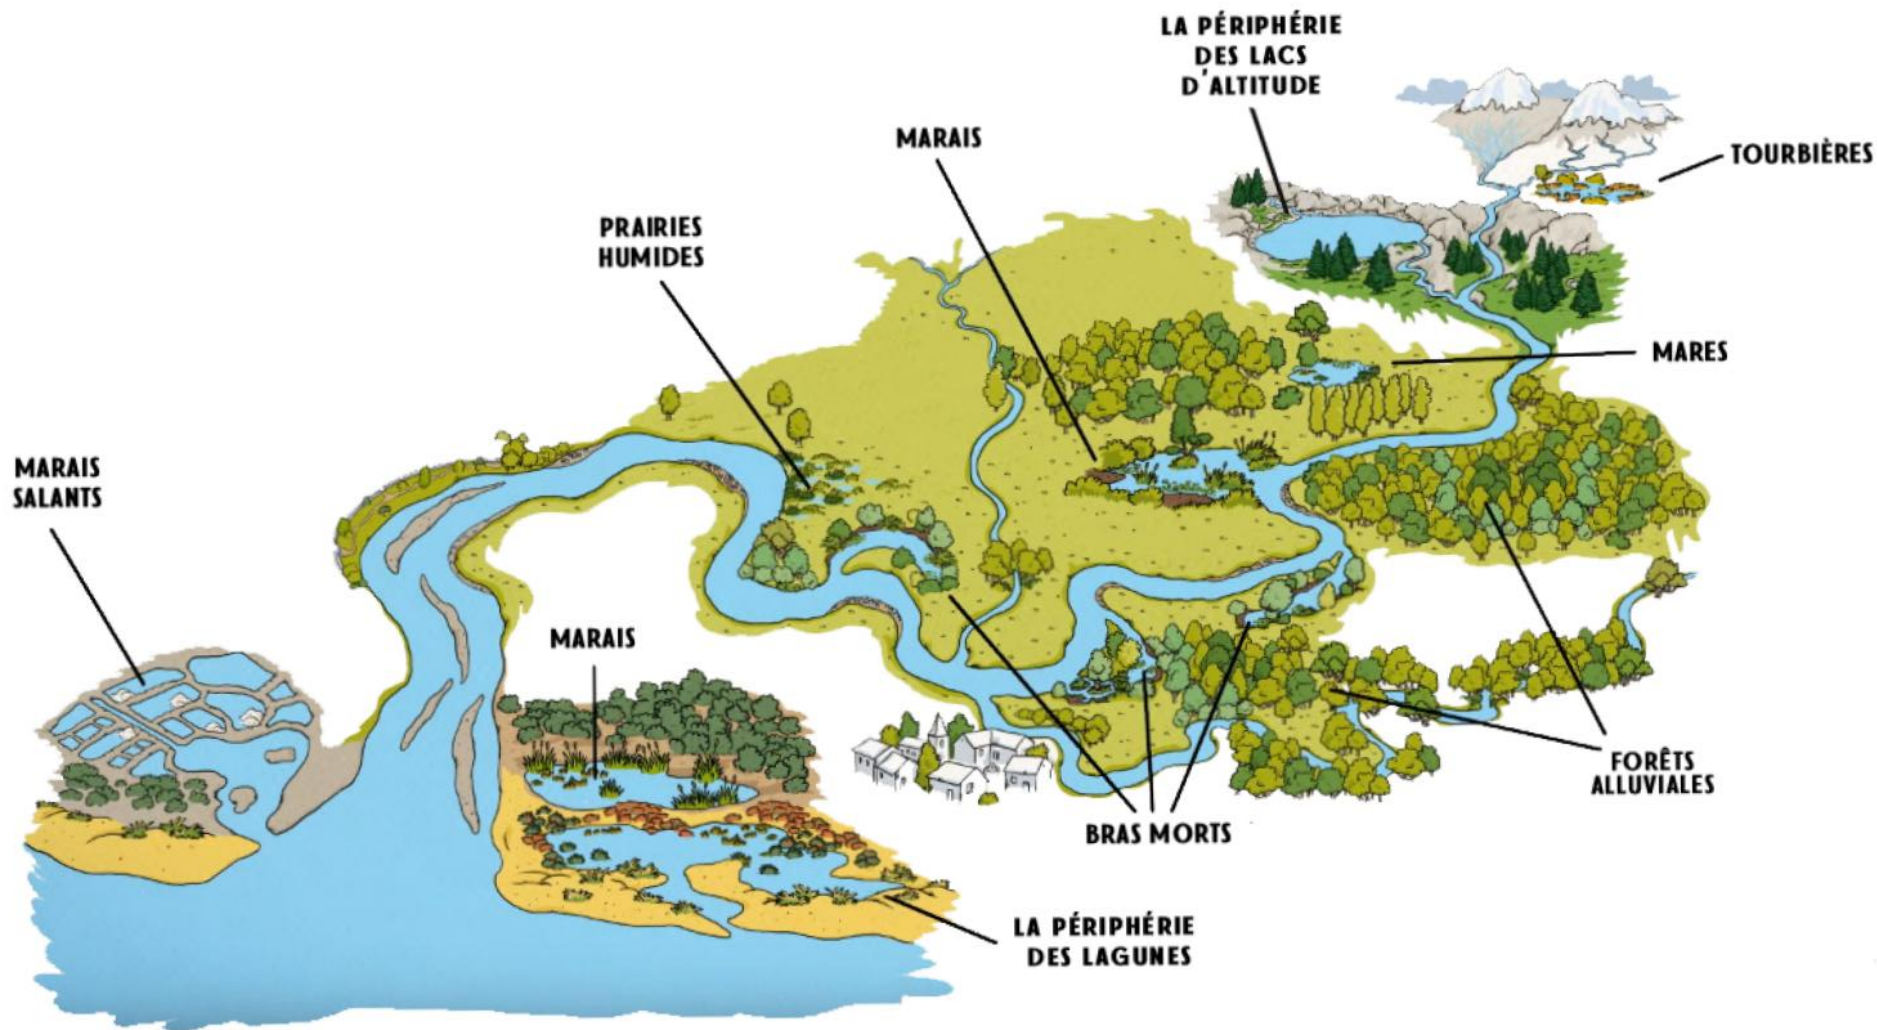 LA PÉRIPHÉRIE
DES LACS
D'ALTITUDE
MARAIS
TOURBIÈRES
PRAIRIES
HUMIDES
MARES
MARAIS
SALANTS
MARAIS
FORÊTS
ALLUVIALES
BRAS MORTS
LA PÉRIPHÉRIE
DES LAGUNES